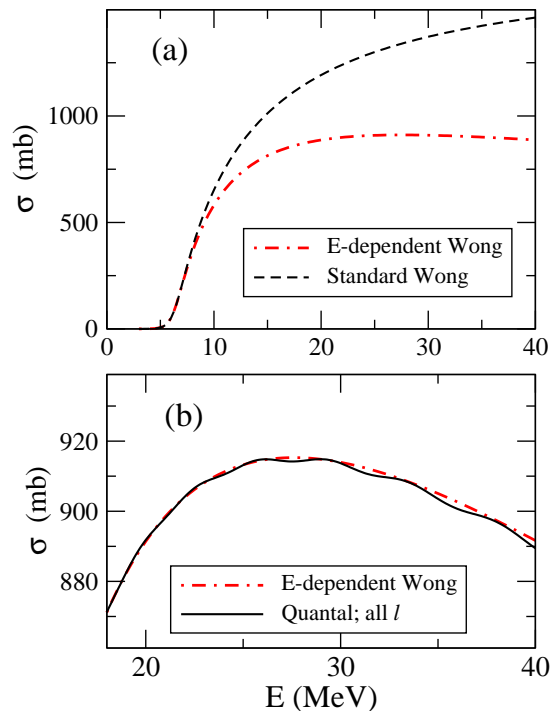 (a)
1000
500
0
σ (mb)
E-dependent Wong
Standard Wong
0 10 20 30 40
(b)
920
900
880
σ (mb)
E-dependent Wong
Quantal; all l
20 30 40
E (MeV)